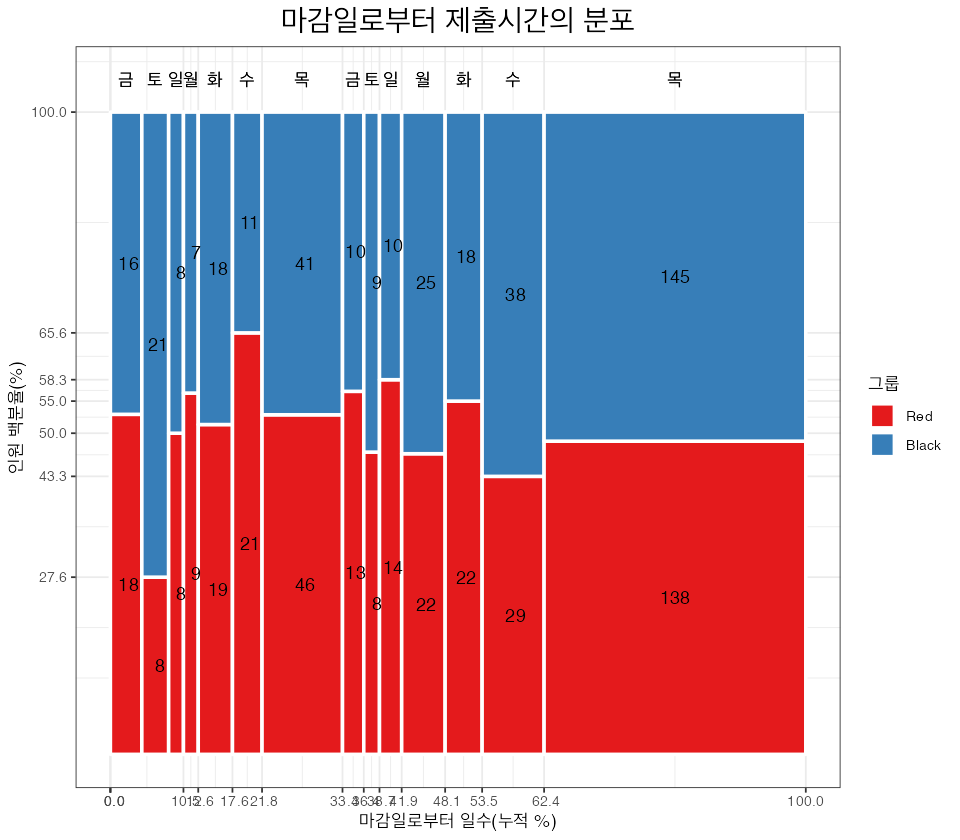 마감일로부터 제출시간의 분포
금 토 일 월 화 수 목 금 토 일 월 화 수 목
100.0
65.6
58.3
55.0
50.0
43.3
27.6
인원 백분율(%)
16 21 8 7 18 11 41 10 9 10 25 18 38 145
18 8 8 9 19 21 46 13 8 14 22 22 29 138
그룹
Red
Black
0.0 17.6 21.8 33.4 41.9 48.1 53.5 62.4 100.0
마감일로부터 일수(누적 %)